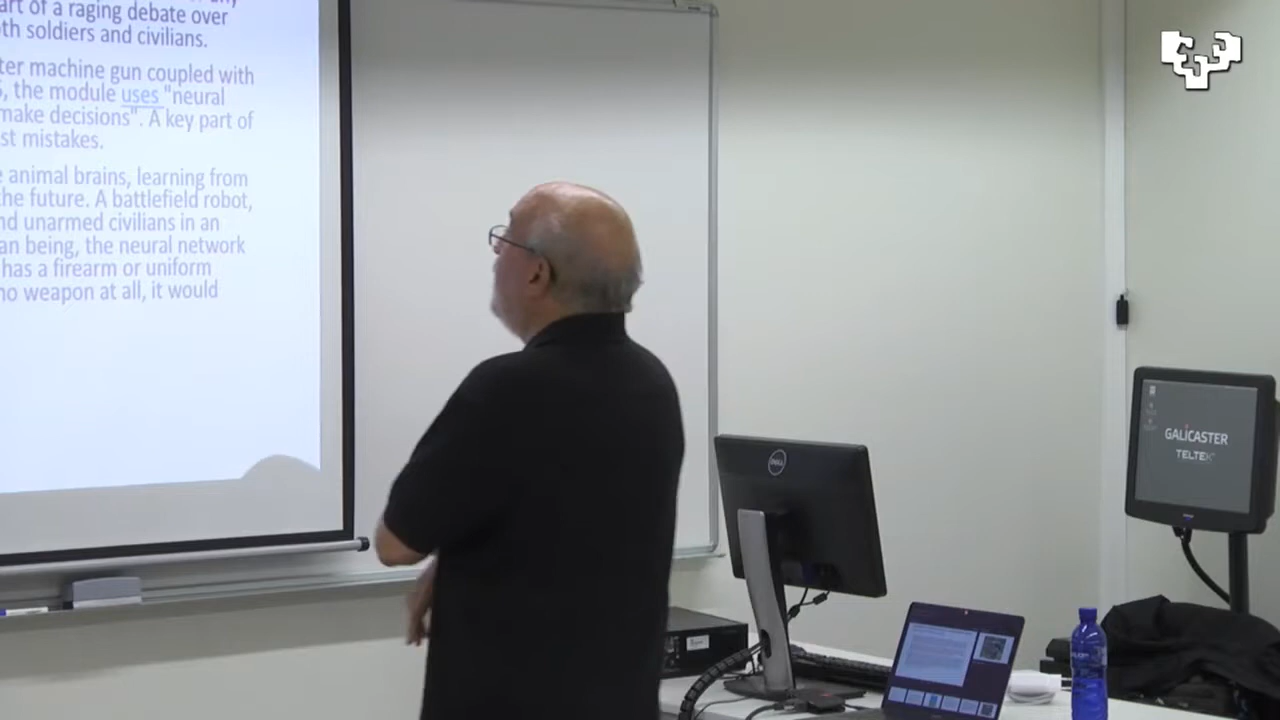 art of a raging debate over
oth soldiers and civilians.
ter machine gun coupled with
, the module uses "neural
make decisions". A key part of
st mistakes.
animal brains, learning from
the future. A battlefield robot,
nd unarmed civilians in an
an being, the neural network
has a firearm or uniform
no weapon at all, it would
DELL
GALICASTER
TELTEK